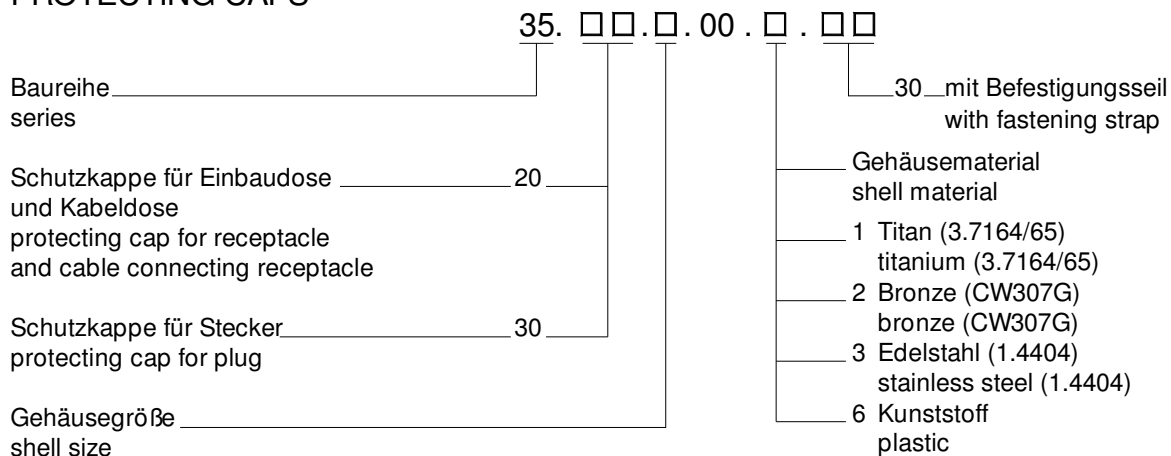 PROTECTING CAPS
35. □□.□. 00 . □ . □□
Baureihe
series
30 mit Befestigungsseil
with fastening strap
Schutzkappe für Einbaudose 20
und Kabeldose
protecting cap for receptacle
and cable connecting receptacle
Schutzkappe für Stecker 30
protecting cap for plug
Gehäusegröße
shell size
Gehäusematerial
shell material
1 Titan (3.7164/65)
titanium (3.7164/65)
2 Bronze (CW307G)
bronze (CW307G)
3 Edelstahl (1.4404)
stainless steel (1.4404)
6 Kunststoff
plastic